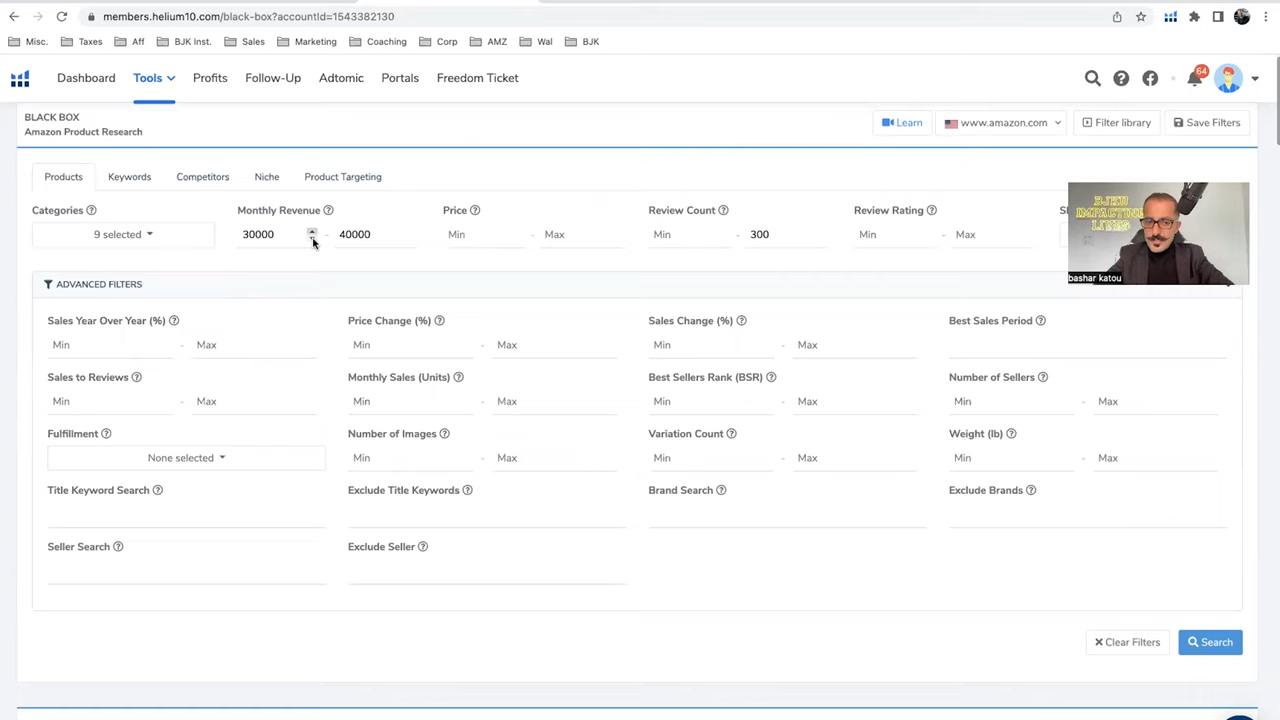 members.helium10.com/black-box?accountId=1543382130
Misc.
Taxes
Aff
BJK Inst.
Sales
Marketing
Coaching
Corp
AMZ
Wal
BJK
Dashboard
Tools
Profits
Follow-Up
Adtomic
Portals
Freedom Ticket
64
BLACK BOX
Amazon Product Research
Learn
www.amazon.com
Filter library
Save Filters
Products
Keywords
Competitors
Niche
Product Targeting
Categories
Monthly Revenue
Price
Review Count
Review Rating
9 selected
30000 - 40000
Min - Max
Min - 300
Min - Max
BJKU
IMPACTING
LIVES
bashar katou
ADVANCED FILTERS
Sales Year Over Year (%)
Price Change (%)
Sales Change (%)
Best Sales Period
Min - Max
Min - Max
Min - Max
Sales to Reviews
Monthly Sales (Units)
Best Sellers Rank (BSR)
Number of Sellers
Min - Max
Min - Max
Min - Max
Min - Max
Fulfillment
Number of Images
Variation Count
Weight (lb)
None selected
Min - Max
Min - Max
Min - Max
Title Keyword Search
Exclude Title Keywords
Brand Search
Exclude Brands
Seller Search
Exclude Seller
Clear Filters
Search